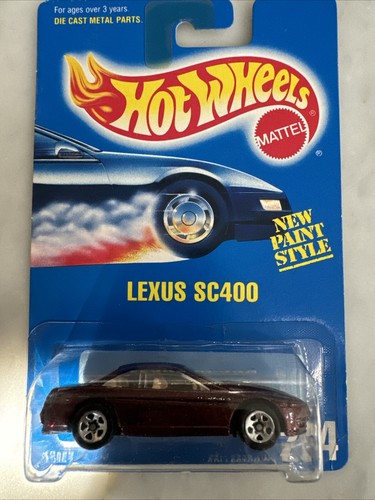 For ages over 3 years.
DIE CAST METAL PARTS.
HOT WHEELS
MATTEL
®
NEW
PAINT
STYLE
LEXUS SC400